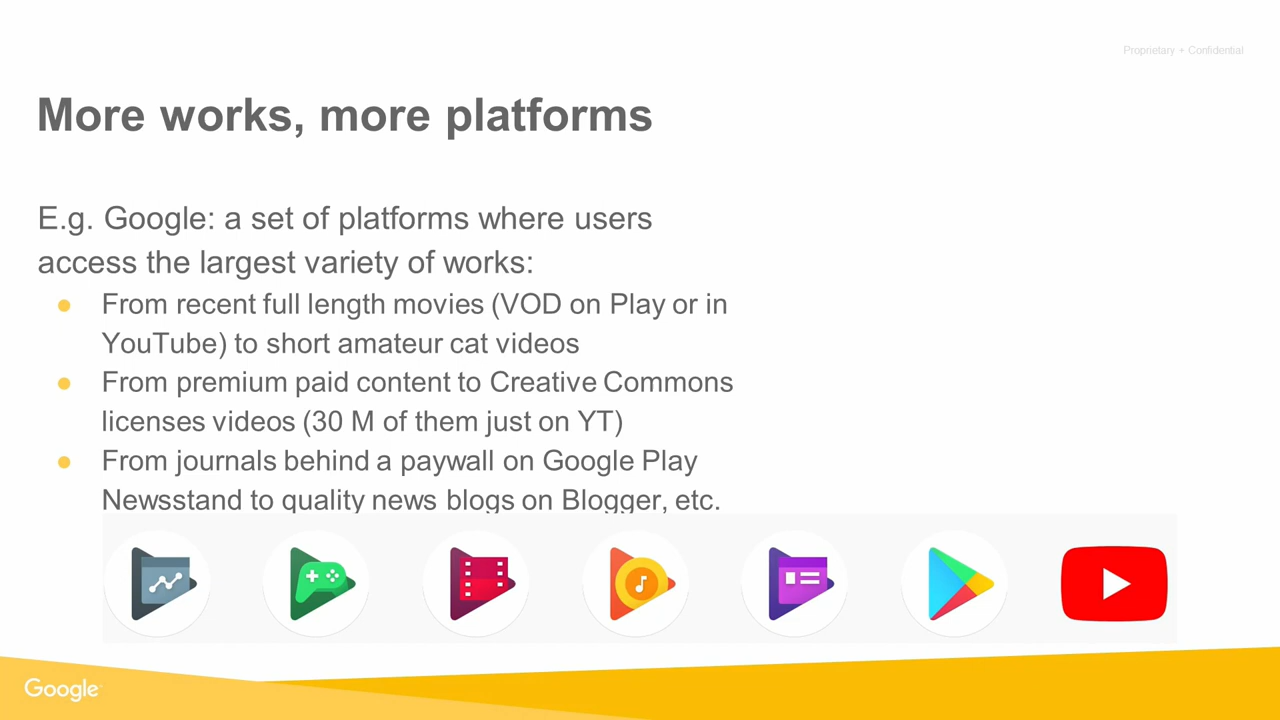 Proprietary + Confidential
More works, more platforms
E.g. Google: a set of platforms where users
access the largest variety of works:
● From recent full length movies (VOD on Play or in
YouTube) to short amateur cat videos
● From premium paid content to Creative Commons
licenses videos (30 M of them just on YT)
● From journals behind a paywall on Google Play
Newsstand to quality news blogs on Blogger, etc.
Google